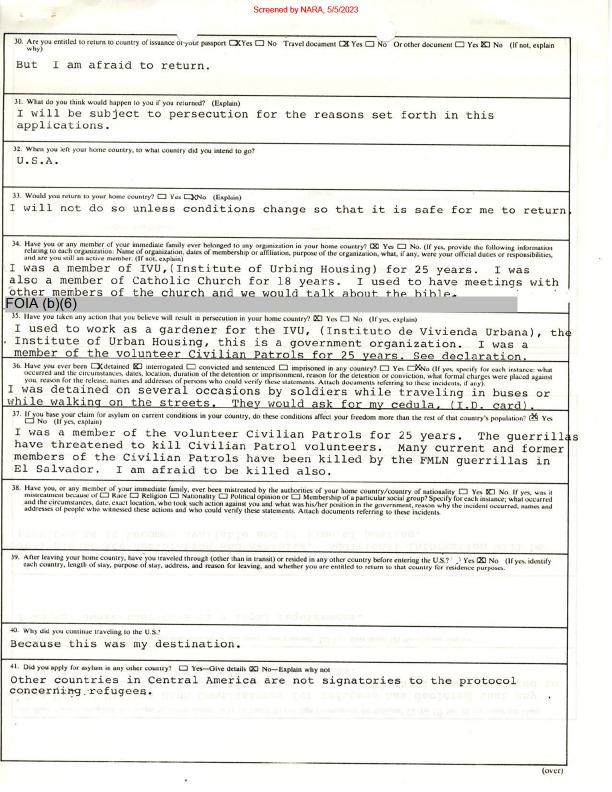 Screened by NARA, 5/5/2023
30. Are you entitled to return to country of issuance of your passport ☒Yes ☐ No Travel document ☒ Yes ☐ No Or other document ☐ Yes ☒ No (If not, explain
why)
But I am afraid to return.
31. What do you think would happen to you if you returned? (Explain)
I will be subject to persecution for the reasons set forth in this
applications.
32. When you left your home country, to what country did you intend to go?
U.S.A.
33. Would you return to your home country? ☐ Yes ☒No (Explain)
I will not do so unless conditions change so that it is safe for me to return.
34. Have you or any member of your immediate family ever belonged to any organization in your home country? ☒ Yes ☐ No. (If yes, provide the following information
relating to each organization: Name of organization, dates of membership or affiliation, purpose of the organization, what, if any, were your official duties or responsibilities,
and are you still an active member. (If not, explain)
I was a member of IVU,(Institute of Urbing Housing) for 25 years. I was
also a member of Catholic Church for 18 years. I used to have meetings with
other members of the church and we would talk about the bible.
FOIA (b)(6)
35. Have you taken any action that you believe will result in persecution in your home country? ☒ Yes ☐ No (If yes, explain)
I used to work as a gardener for the IVU, (Instituto de Vivienda Urbana), the
Institute of Urban Housing, this is a government organization. I was a
member of the volunteer Civilian Patrols for 25 years. See declaration.
36. Have you ever been ☒detained ☒ interrogated ☐ convicted and sentenced ☐ imprisoned in any country? ☐ Yes ☒No (If yes, specify for each instance: what
occurred and the circumstances, dates, location, duration of the detention or imprisonment, reason for the detention or conviction, what formal charges were placed against
you, reason for the release, names and addresses of persons who could verify these statements. Attach documents referring to these incidents, if any).
I was detained on several occasions by soldiers while traveling in buses or
while walking on the streets. They would ask for my cedula, (I.D. card).
37. If you base your claim for asylum on current conditions in your country, do these conditions affect your freedom more than the rest of that country's population? ☒ Yes
☐ No (If yes, explain)
I was a member of the volunteer Civilian Patrols for 25 years. The guerrillas
have threatened to kill Civilian Patrol volunteers. Many current and former
members of the Civilian Patrols have been killed by the FMLN guerrillas in
El Salvador. I am afraid to be killed also.
38. Have you, or any member of your immediate family, ever been mistreated by the authorities of your home country/country of nationality ☐ Yes ☒ No. If yes, was it
mistreatment because of ☐ Race ☐ Religion ☐ Nationality ☐ Political opinion or ☐ Membership of a particular social group? Specify for each instance; what occurred
and the circumstances, date, exact location, who took such action against you and what was his/her position in the government, reason why the incident occurred, names and
addresses of people who witnessed these actions and who could verify these statements. Attach documents referring to these incidents.
39. After leaving your home country, have you traveled through (other than in transit) or resided in any other country before entering the U.S.? ☐ Yes ☒ No (If yes, identify
each country, length of stay, purpose of stay, address, and reason for leaving, and whether you are entitled to return to that country for residence purposes.
40. Why did you continue traveling to the U.S.?
Because this was my destination.
41. Did you apply for asylum in any other country? ☐ Yes—Give details ☒ No—Explain why not
Other countries in Central America are not signatories to the protocol
concerning refugees.
(over)